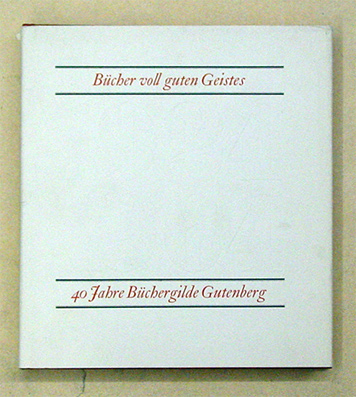 Bücher voll guten Geistes
40 Jahre Büchergilde Gutenberg